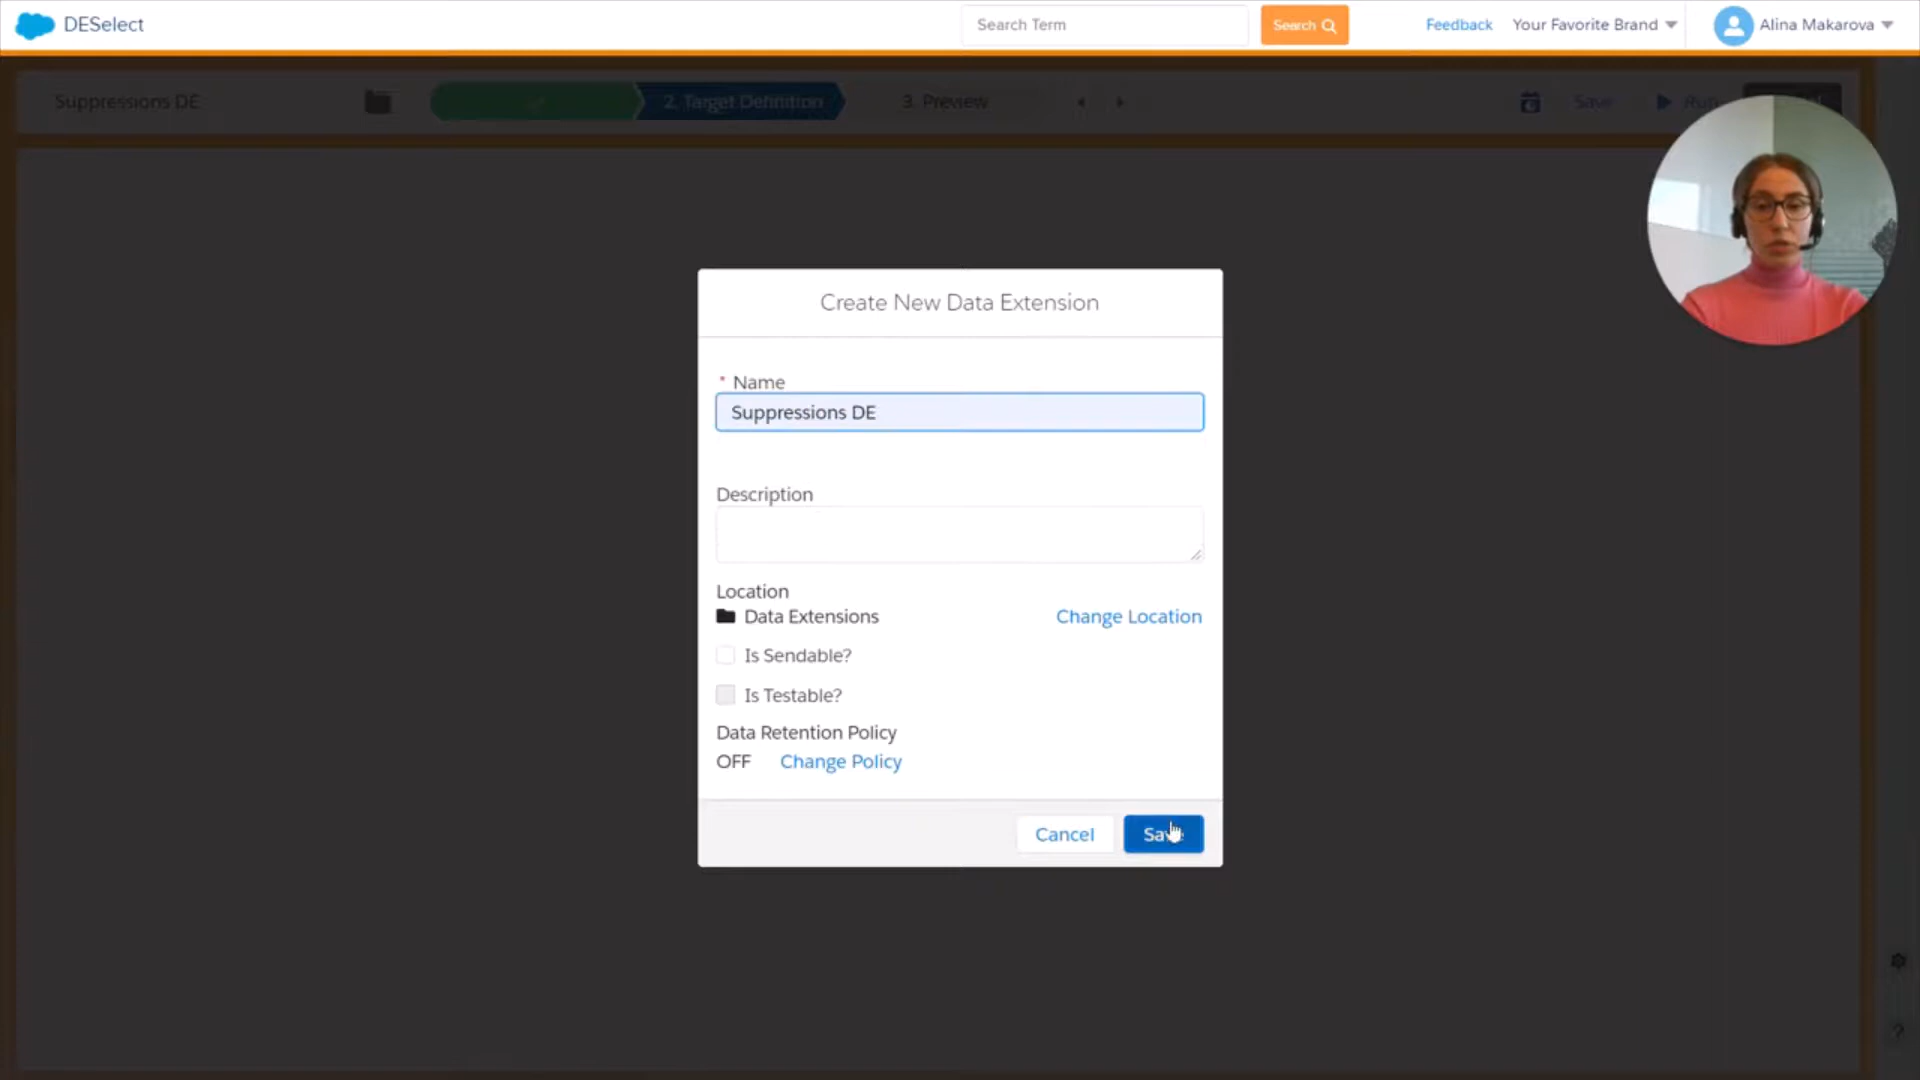 DESelect
Search Term
Search
Feedback
Your Favorite Brand
Alina Makarova
Suppressions DE
2. Target Definition
3. Preview
Save
Run
Create New Data Extension
* Name
Suppressions DE
Description
Location
Data Extensions
Change Location
Is Sendable?
Is Testable?
Data Retention Policy
OFF
Change Policy
Cancel
Save
?